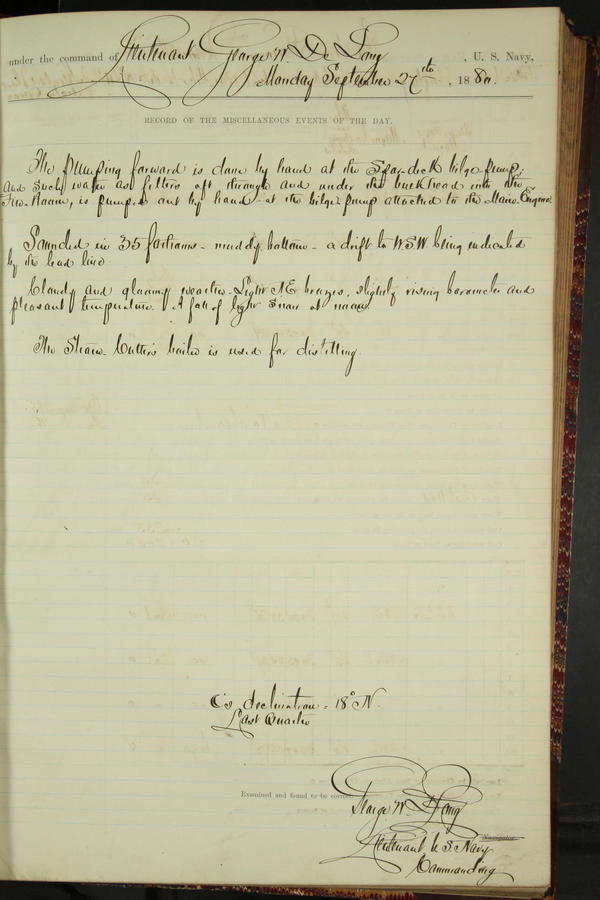 under the command of Lieutenant George W. De Long, U. S. Navy,
Monday September 27th, 1880.
RECORD OF THE MISCELLANEOUS EVENTS OF THE DAY.
The pumping forward is done by hand at the Spar-deck bilge pump,
and such water as filters aft through and under the bulkhead into the
Fire-Room, is pumped out by hand at the bilge pump attached to the Main Engine.
Sounded in 35 fathoms - muddy bottom - a drift to W.S.W being indicated
by the lead line.
Cloudy and gloomy weather. Light N.E breezes, slightly rising barometer and
pleasant temperature. A fall of light snow at noon.
The Steam-Cutter's boiler is used for distilling.
☾'s declination = 18° N.
Last Quarter
Examined and found to be correct.
George W. De Long
Navigator.
Lieutenant U.S. Navy
Commanding